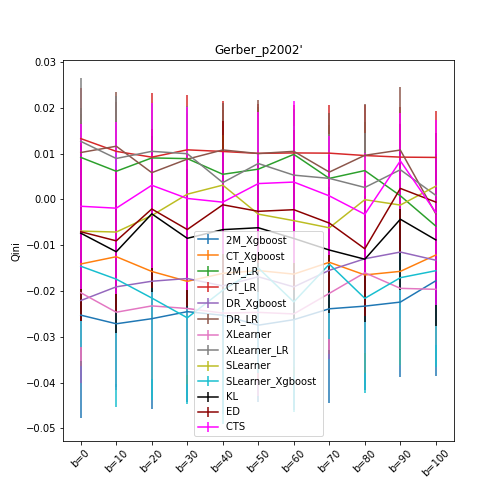 Gerber_p2002'
0.03
0.02
0.01
0.00
−0.01
−0.02
−0.03
−0.04
−0.05
Qini
2M_Xgboost
CT_Xgboost
2M_LR
CT_LR
DR_Xgboost
DR_LR
XLearner
XLearner_LR
SLearner
SLearner_Xgboost
KL
ED
CTS
b=0
b=10
b=20
b=30
b=40
b=50
b=60
b=70
b=80
b=90
b=100